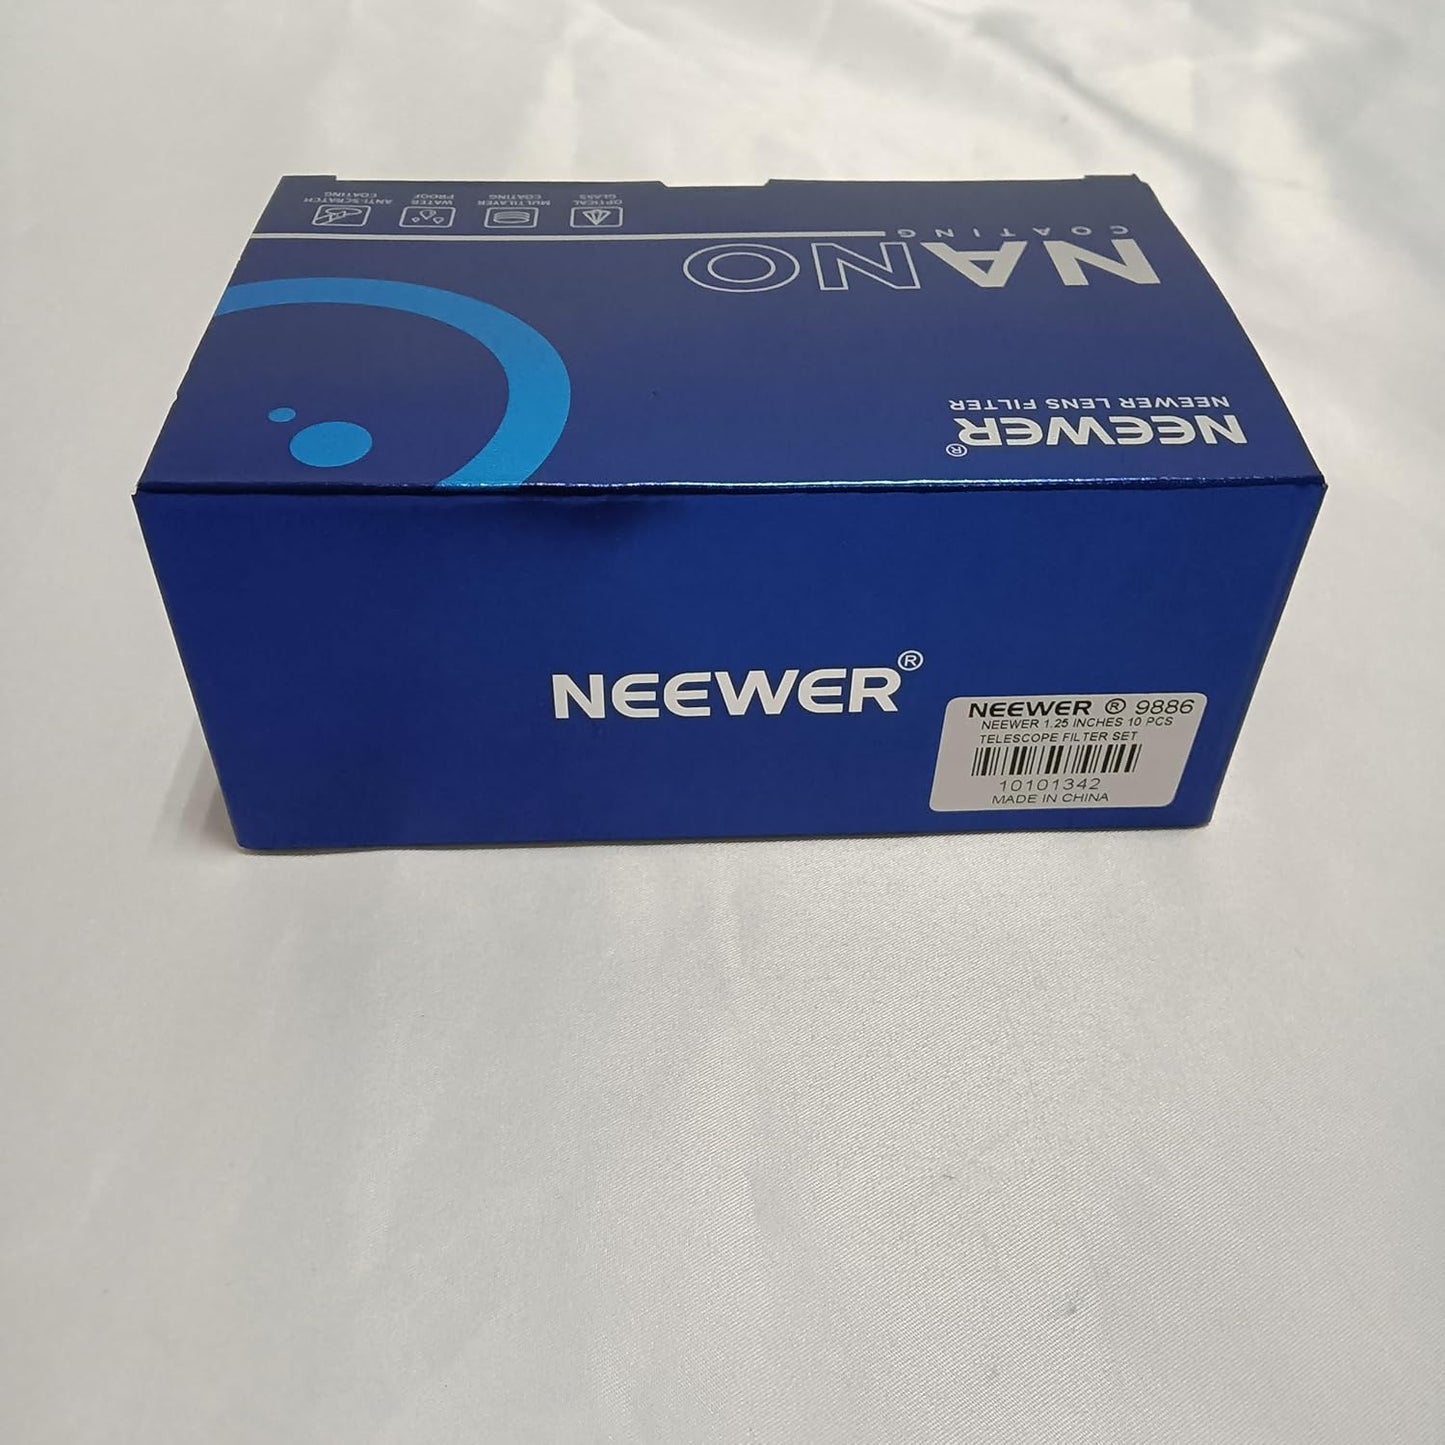 OPTICAL
GLASS
MULTILAYER
COATING
WATER
PROOF
ANTI-SCRATCH
COATING
NANO
COATING
NEEWER®
NEEWER LENS FILTER
NEEWER®
NEEWER ® 9886
NEEWER 1.25 INCHES 10 PCS
TELESCOPE FILTER SET
10101342
MADE IN CHINA